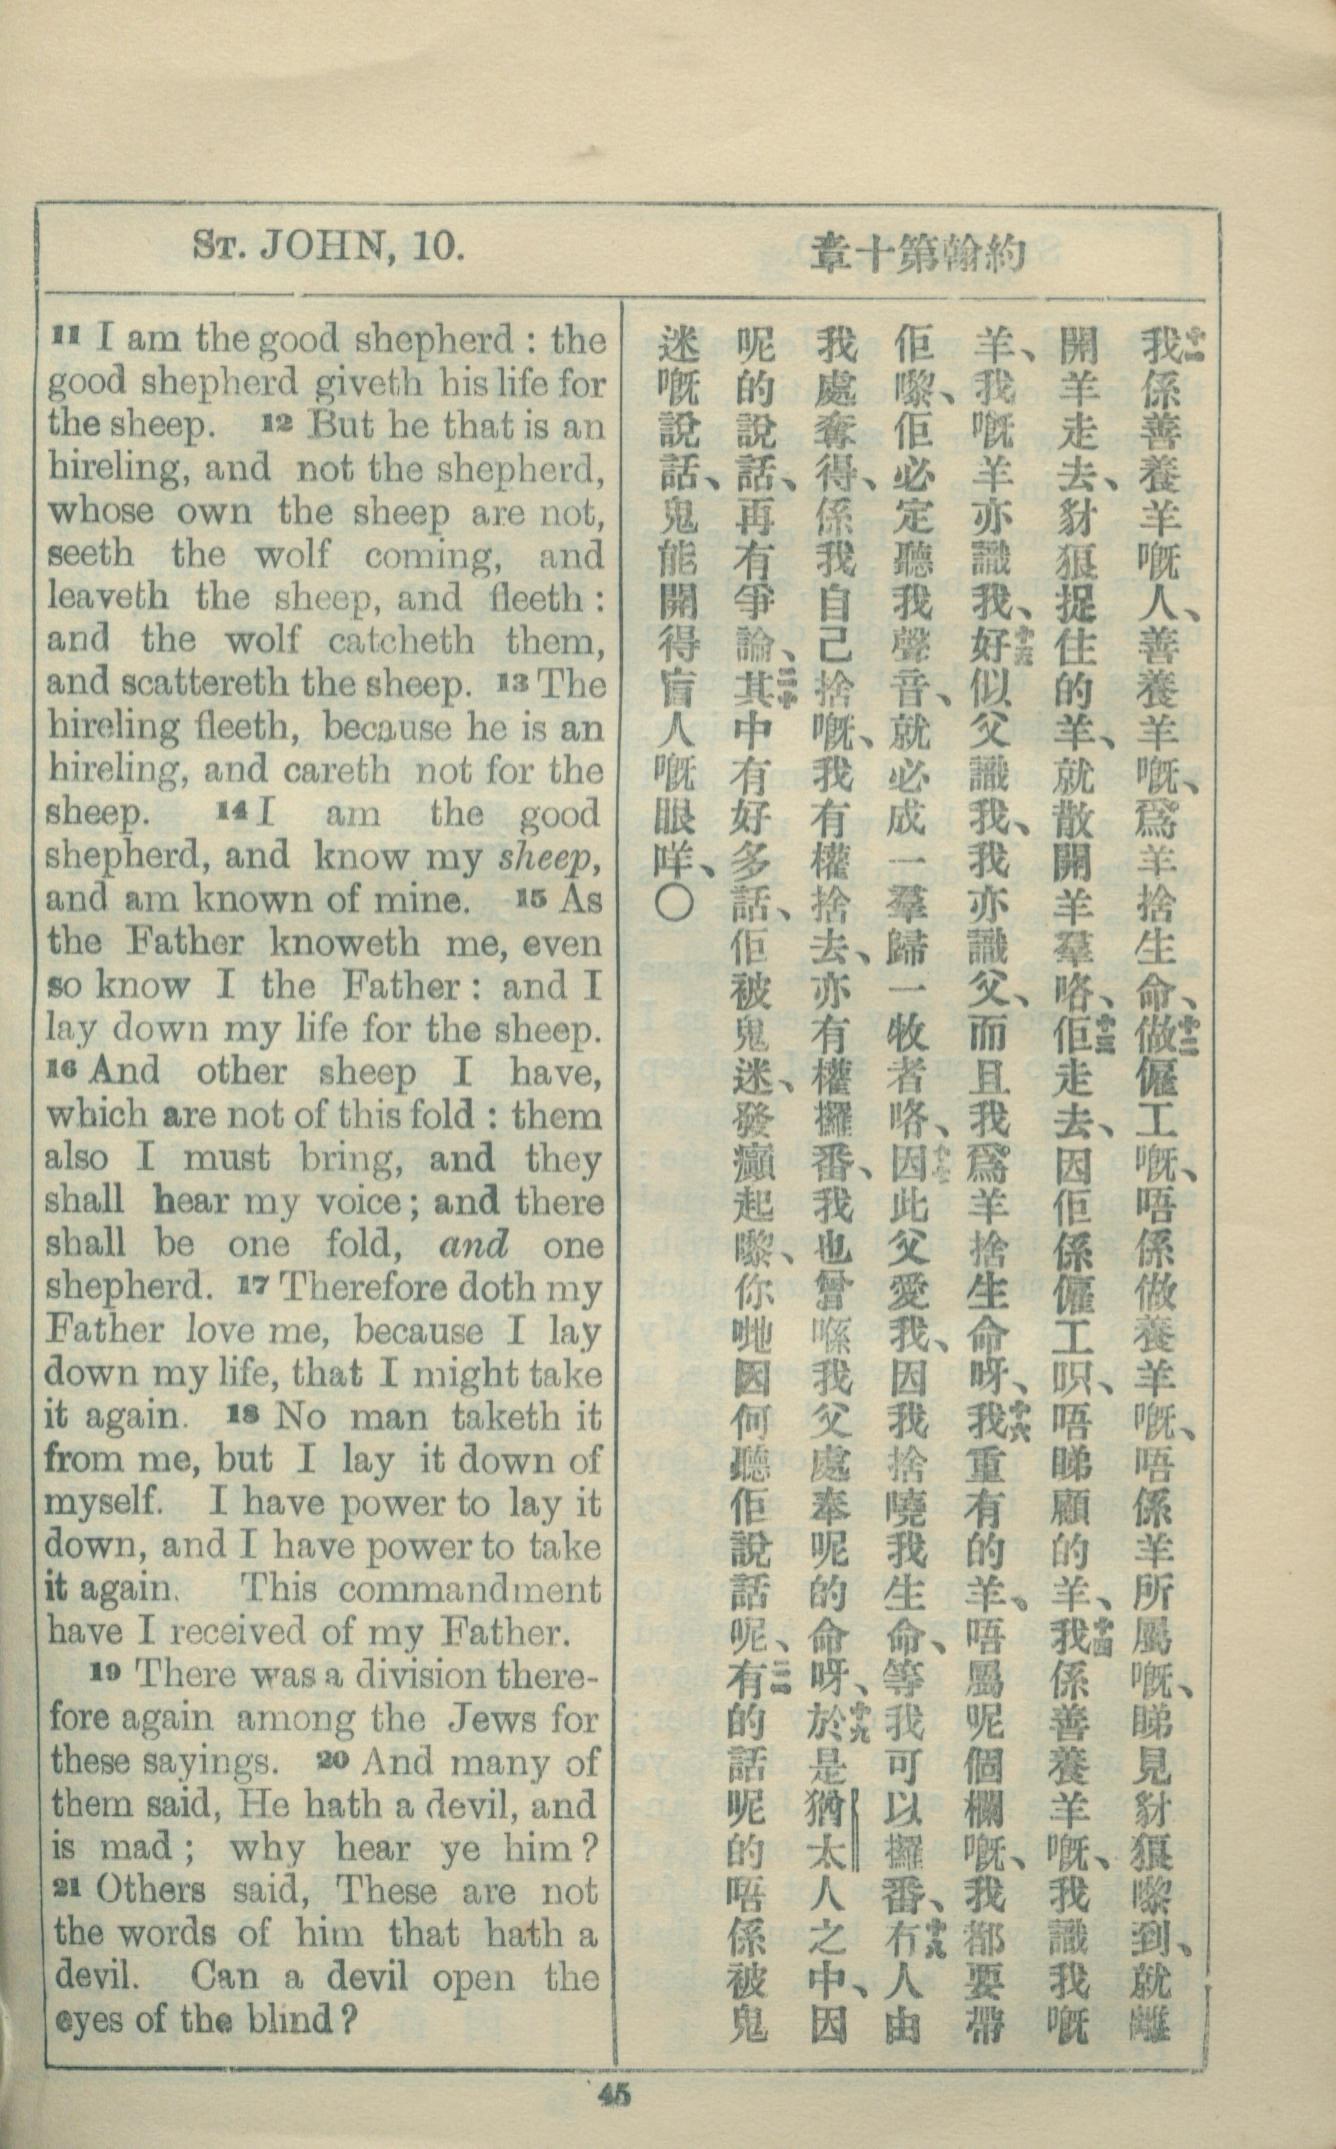 St. JOHN, 10.
約翰第十章
11 I am the good shepherd : the
good shepherd giveth his life for
the sheep. 12 But he that is an
hireling, and not the shepherd,
whose own the sheep are not,
seeth the wolf coming, and
leaveth the sheep, and fleeth :
and the wolf catcheth them,
and scattereth the sheep. 13 The
hireling fleeth, because he is an
hireling, and careth not for the
sheep. 14 I am the good
shepherd, and know my sheep,
and am known of mine. 15 As
the Father knoweth me, even
so know I the Father : and I
lay down my life for the sheep.
16 And other sheep I have,
which are not of this fold : them
also I must bring, and they
shall hear my voice ; and there
shall be one fold, and one
shepherd. 17 Therefore doth my
Father love me, because I lay
down my life, that I might take
it again. 18 No man taketh it
from me, but I lay it down of
myself. I have power to lay it
down, and I have power to take
it again. This commandment
have I received of my Father.
19 There was a division there-
fore again among the Jews for
these sayings. 20 And many of
them said, He hath a devil, and
is mad ; why hear ye him ?
21 Others said, These are not
the words of him that hath a
devil. Can a devil open the
eyes of the blind ?
十一我係善養羊嘅人、善養羊嘅、爲羊捨生命、十二做僱工嘅、唔係做養羊嘅、唔係羊所屬嘅、睇見豺狼嚟到、就離
開羊走去、豺狼捉住的羊、就散開羊羣咯、十三佢走去、因佢係僱工呮、唔睇顧的羊、十四我係善養羊嘅、我識我嘅
羊、我嘅羊亦識我、十五好似父識我、我亦識父、而且我爲羊捨生命呀、十六我重有的羊、唔屬呢個欄嘅、我都要帶
佢嚟、佢必定聽我聲音、就必成一羣歸一牧者咯、十七因此父愛我、因我捨嘵我生命、等我可以攞番、十八冇人由
我處奪得、係我自己捨嘅、我有權捨去、亦有權攞番、我也曾喺我父處奉呢的命呀、十九於是猶太人之中、因
呢的說話、再有爭論、二十其中有好多話、佢被鬼迷、發癲起嚟、你哋因何聽佢說話呢、二一有的話呢的唔係被鬼
迷嘅說話、鬼能開得盲人嘅眼咩、〇
45